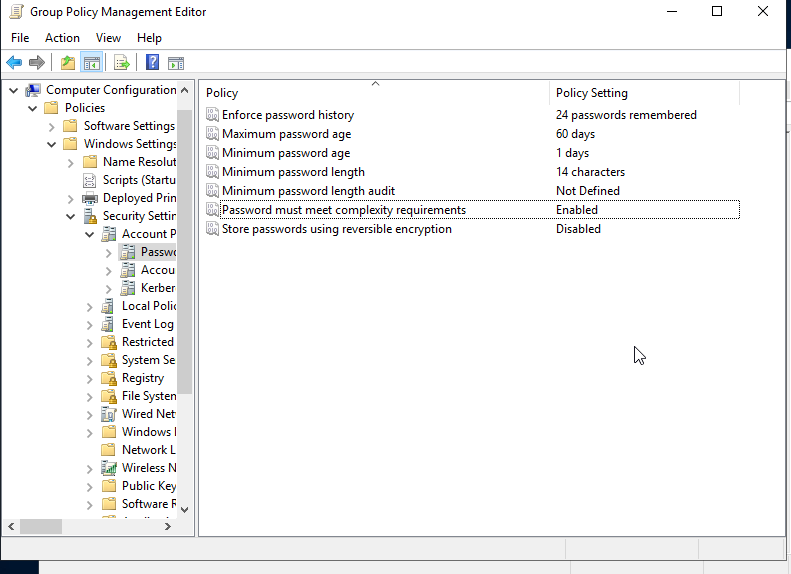 Group Policy Management Editor
File Action View Help
Computer Configuration
Policies
Software Settings
Windows Settings
Name Resolut
Scripts (Startu
Deployed Prin
Security Settin
Account P
Passwo
Accou
Kerber
Local Polic
Event Log
Restricted
System Se
Registry
File System
Wired Net
Windows
Network L
Wireless N
Public Key
Software R
Policy Policy Setting
Enforce password history 24 passwords remembered
Maximum password age 60 days
Minimum password age 1 days
Minimum password length 14 characters
Minimum password length audit Not Defined
Password must meet complexity requirements Enabled
Store passwords using reversible encryption Disabled